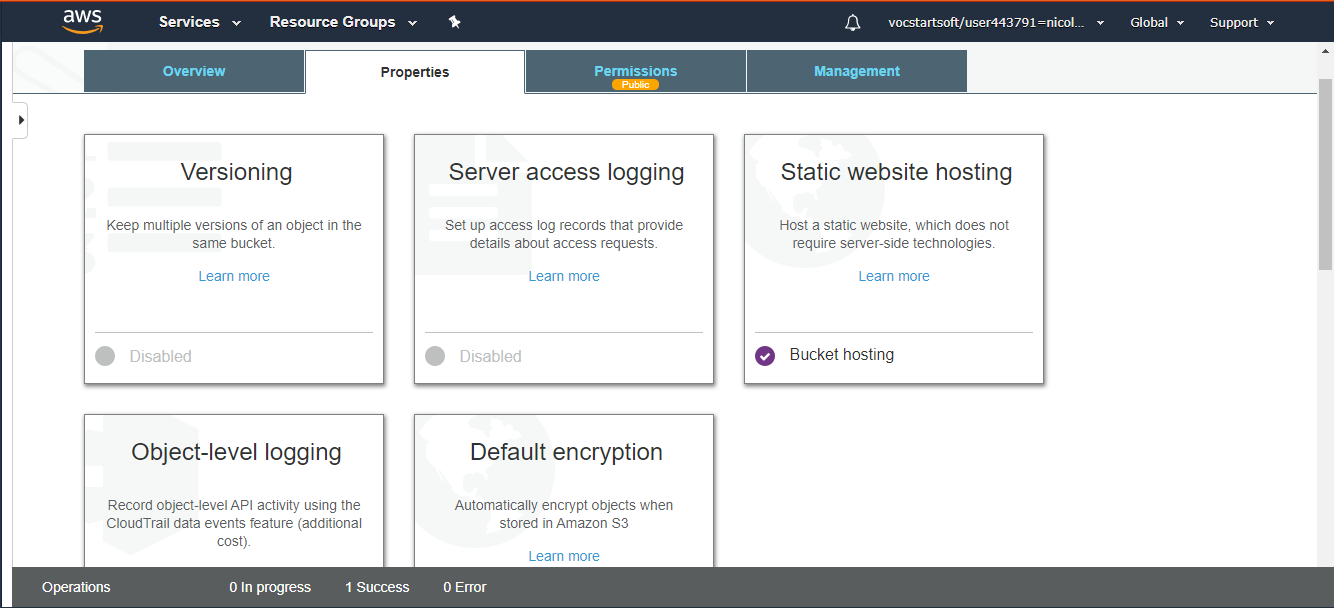 aws Services Resource Groups vocstartsoft/user443791=nicol... Global Support
Overview Properties Permissions Management
Public
Versioning
Keep multiple versions of an object in the
same bucket.
Learn more
Disabled
Server access logging
Set up access log records that provide
details about access requests.
Learn more
Disabled
Static website hosting
Host a static website, which does not
require server-side technologies.
Learn more
Bucket hosting
Object-level logging
Record object-level API activity using the
CloudTrail data events feature (additional
cost).
Default encryption
Automatically encrypt objects when
stored in Amazon S3
Learn more
Operations 0 In progress 1 Success 0 Error